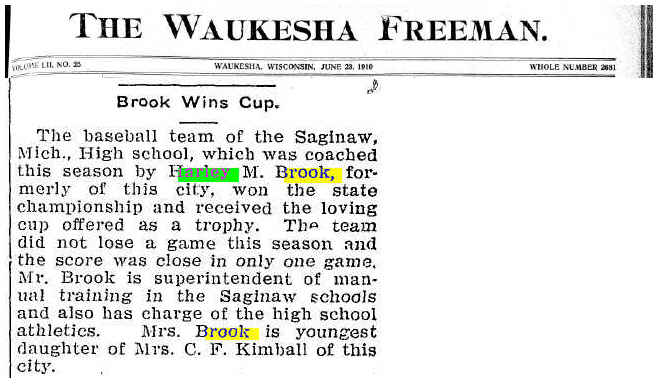 THE WAUKESHA FREEMAN.
VOLUME LII, NO. 25 WAUKESHA, WISCONSIN, JUNE 23, 1910 WHOLE NUMBER 2681
Brook Wins Cup.
The baseball team of the Saginaw,
Mich., High school, which was coached
this season by Harley M. Brook, for-
merly of this city, won the state
championship and received the loving
cup offered as a trophy. The team
did not lose a game this season and
the score was close in only one game.
Mr. Brook is superintendent of man-
ual training in the Saginaw schools
and also has charge of the high school
athletics. Mrs. Brook is youngest
daughter of Mrs. C. F. Kimball of this
city.